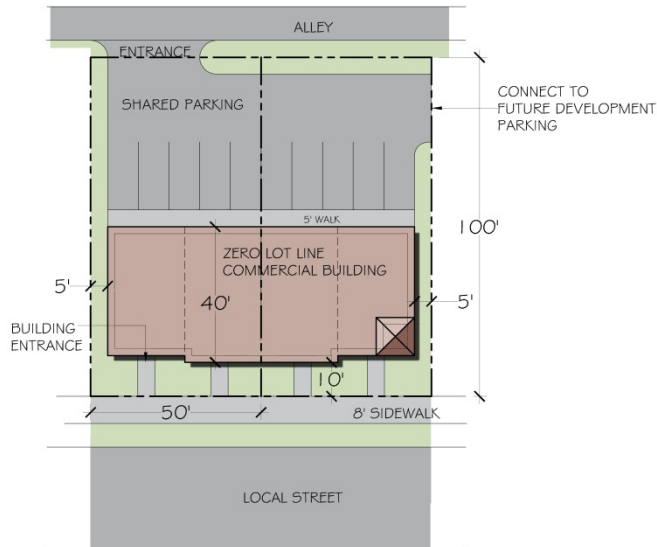 ALLEY
ENTRANCE
SHARED PARKING
CONNECT TO
FUTURE DEVELOPMENT
PARKING
5' WALK
100'
ZERO LOT LINE
COMMERCIAL BUILDING
5'
40'
5'
BUILDING
ENTRANCE
10'
50'
8' SIDEWALK
LOCAL STREET